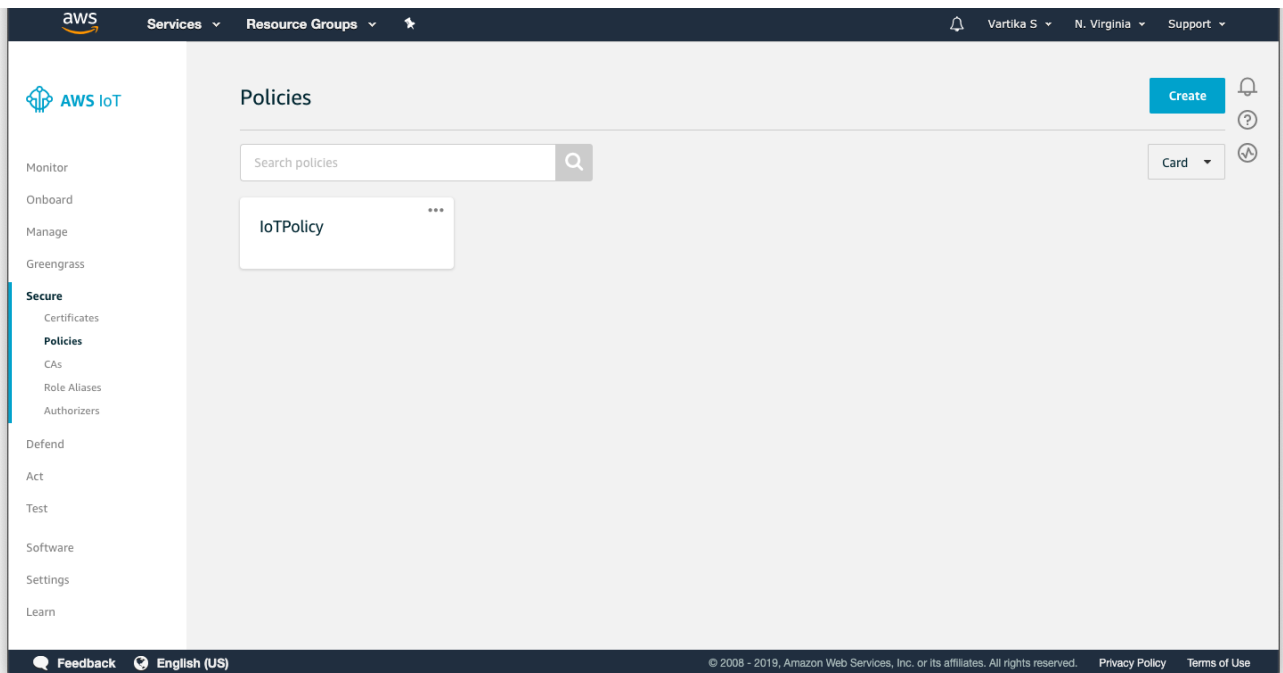 aws Services Resource Groups Vartika S N. Virginia Support
AWS IoT
Policies
Create
Search policies
Card
IoTPolicy
Monitor
Onboard
Manage
Greengrass
Secure
Certificates
Policies
CAs
Role Aliases
Authorizers
Defend
Act
Test
Software
Settings
Learn
Feedback English (US) © 2008 - 2019, Amazon Web Services, Inc. or its affiliates. All rights reserved. Privacy Policy Terms of Use